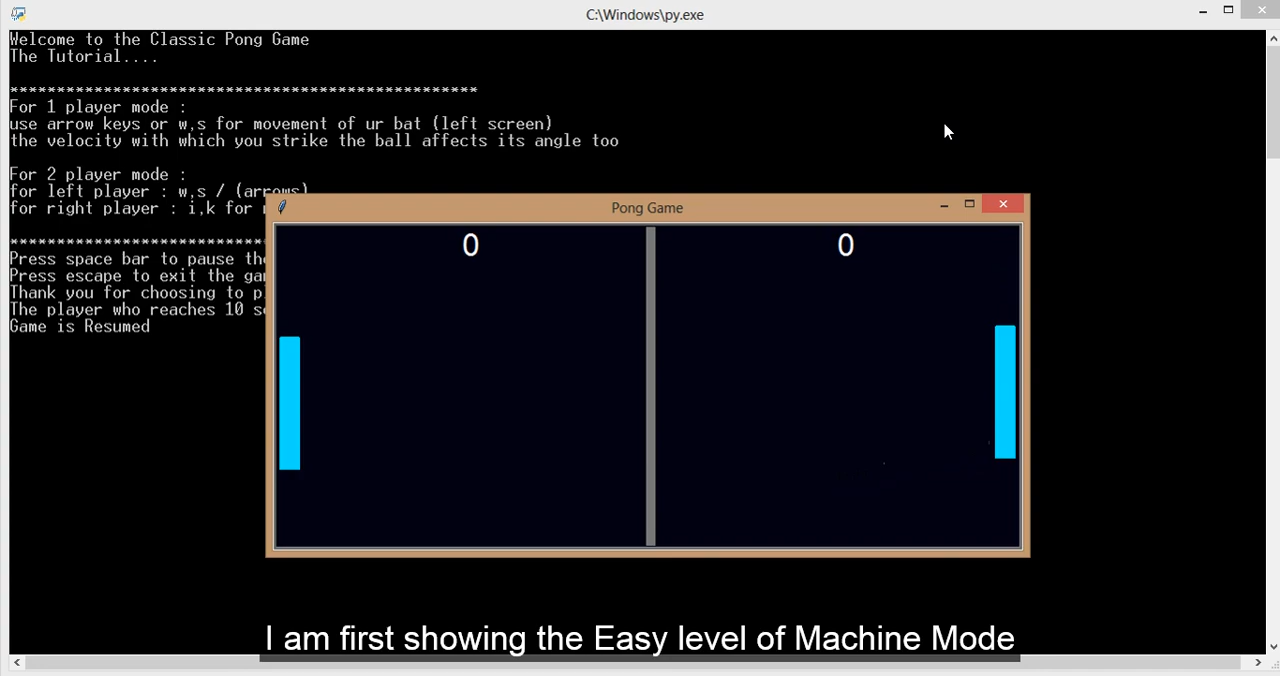 C:\Windows\py.exe
Welcome to the Classic Pong Game
The Tutorial....
**************************************************
For 1 player mode :
use arrow keys or w,s for movement of ur bat (left screen)
the velocity with which you strike the ball affects its angle too
For 2 player mode :
for left player : w,s / (arrows)
for right player : i,k for
***************************
Press space bar to pause
Press escape to exit the
Thank you for choosing to
The player who reaches 10
Game is Resumed
Pong Game
0 0
I am first showing the Easy level of Machine Mode